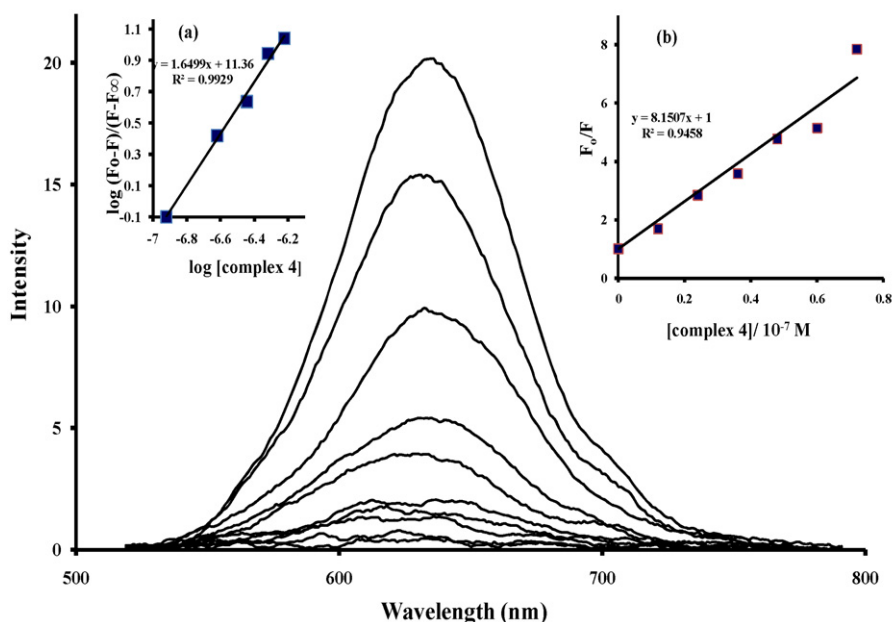 (a)
1.1
0.9
0.7
0.5
0.3
0.1
-0.1
y = 1.6499x + 11.36
R² = 0.9929
log (Fo-F)/(F-F∞)
-7 -6.8 -6.6 -6.4 -6.2
log [complex 4]
(b)
8
6
4
2
0
y = 8.1507x + 1
R² = 0.9458
Fₒ/F
0 0.2 0.4 0.6 0.8
[complex 4]/ 10⁻⁷ M
20
15
10
5
0
Intensity
500 600 700 800
Wavelength (nm)